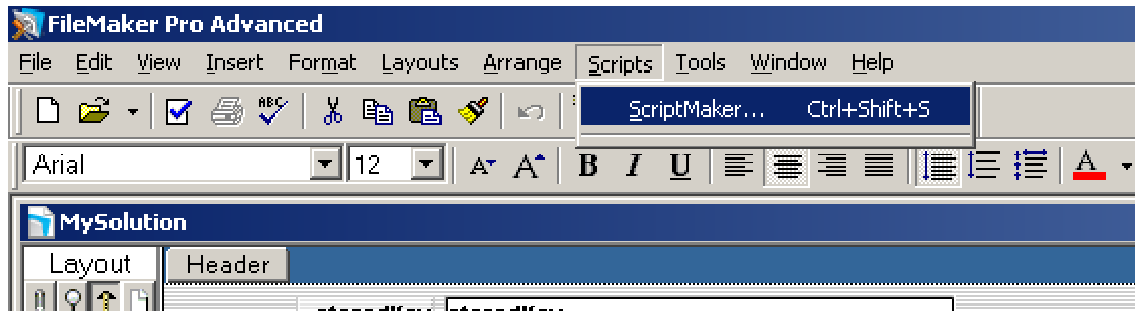 FileMaker Pro Advanced
File Edit View Insert Format Layouts Arrange Scripts Tools Window Help
ABC
ScriptMaker... Ctrl+Shift+S
Arial 12 A A B I U A
MySolution
Layout Header